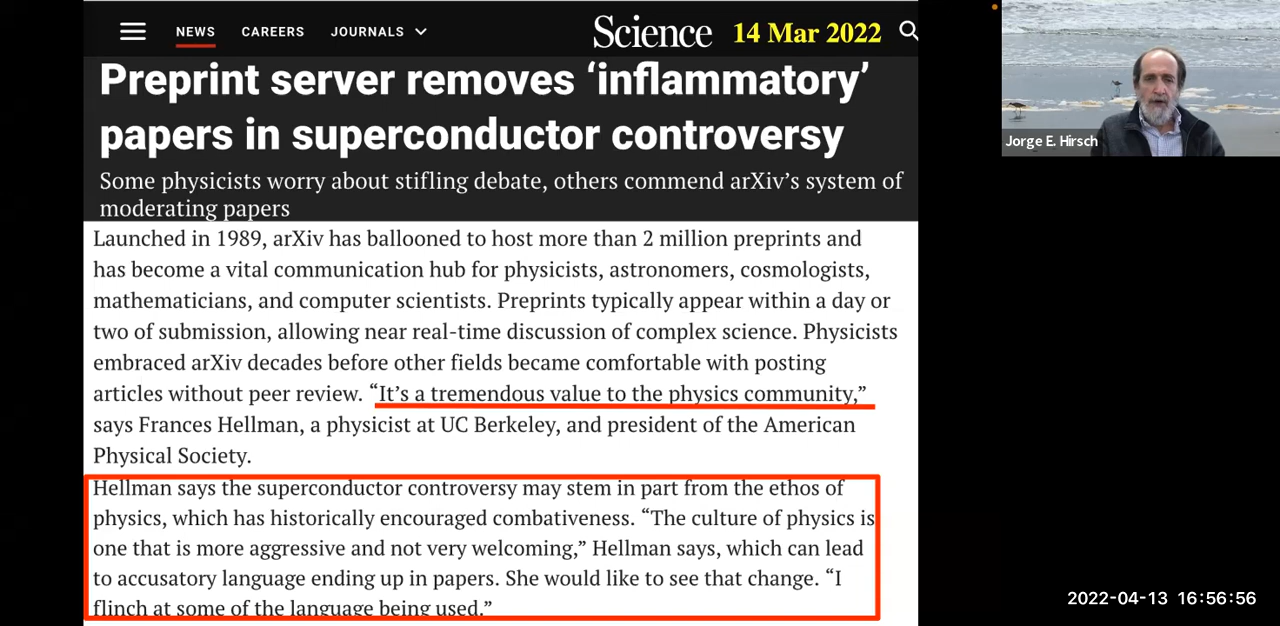 NEWS CAREERS JOURNALS Science 14 Mar 2022
Preprint server removes ‘inflammatory’
papers in superconductor controversy
Some physicists worry about stifling debate, others commend arXiv’s system of
moderating papers
Launched in 1989, arXiv has ballooned to host more than 2 million preprints and
has become a vital communication hub for physicists, astronomers, cosmologists,
mathematicians, and computer scientists. Preprints typically appear within a day or
two of submission, allowing near real-time discussion of complex science. Physicists
embraced arXiv decades before other fields became comfortable with posting
articles without peer review. “It’s a tremendous value to the physics community,”
says Frances Hellman, a physicist at UC Berkeley, and president of the American
Physical Society.
Hellman says the superconductor controversy may stem in part from the ethos of
physics, which has historically encouraged combativeness. “The culture of physics is
one that is more aggressive and not very welcoming,” Hellman says, which can lead
to accusatory language ending up in papers. She would like to see that change. “I
flinch at some of the language being used.”
Jorge E. Hirsch
2022-04-13 16:56:56